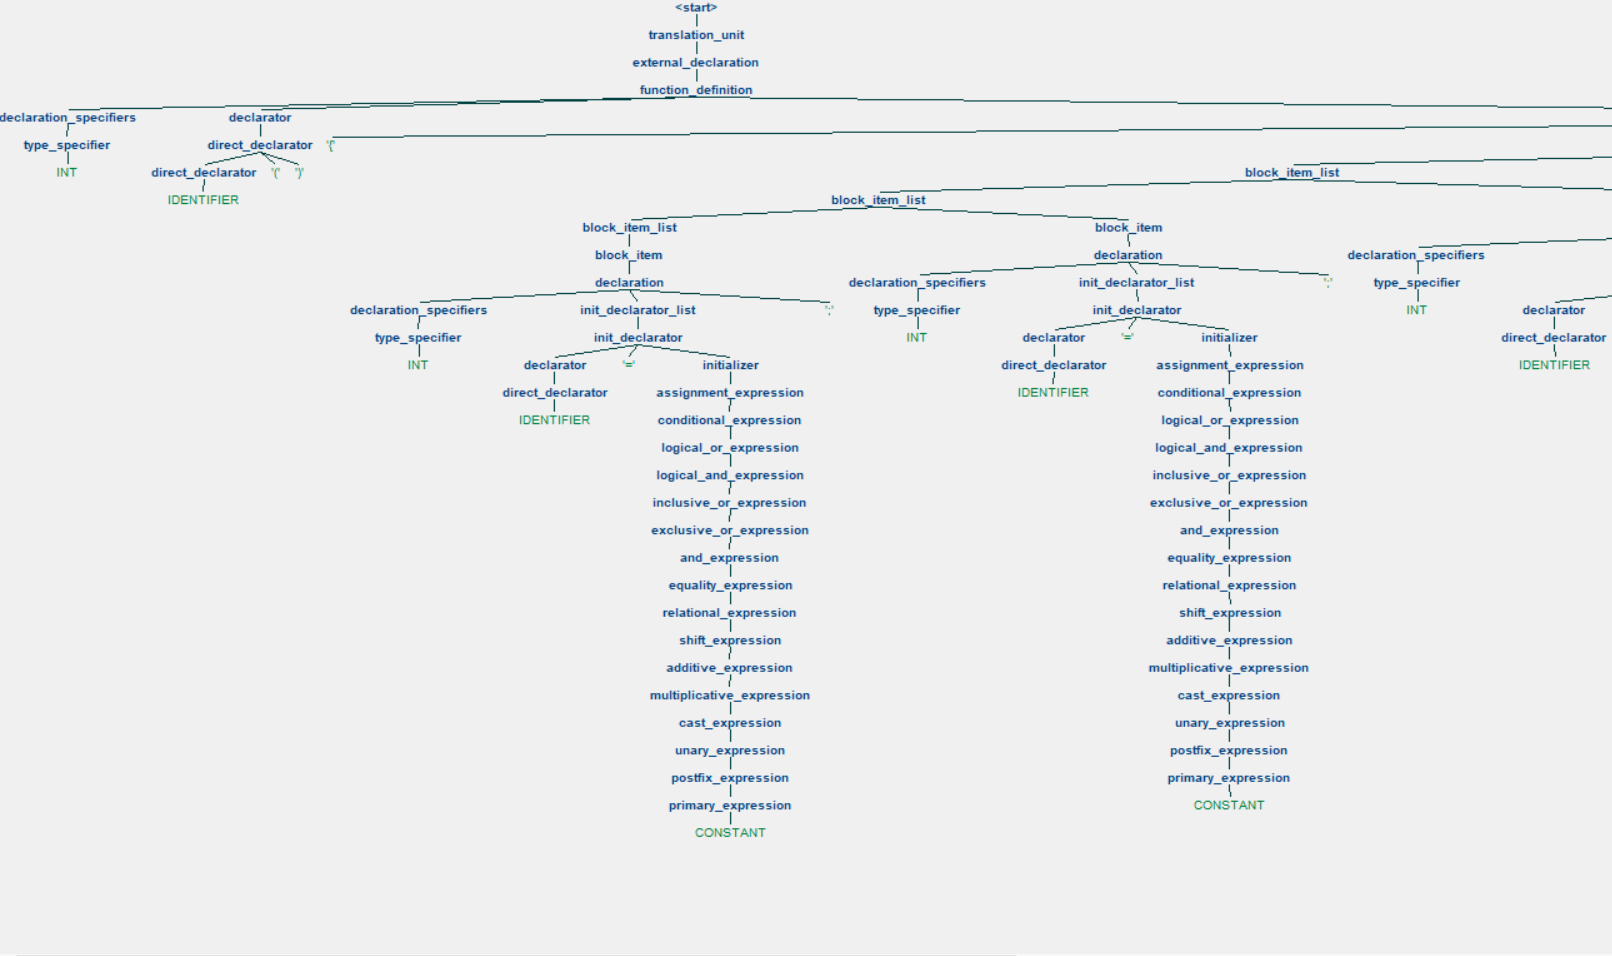 <start>
translation_unit
external_declaration
function_definition
declaration_specifiers declarator
type_specifier direct_declarator '{'
INT direct_declarator '(' ')' block_item_list
IDENTIFIER block_item_list
block_item_list block_item
block_item declaration declaration_specifiers
declaration declaration_specifiers init_declarator_list ';' type_specifier
declaration_specifiers init_declarator_list ';' type_specifier init_declarator INT declarator
type_specifier init_declarator INT declarator '=' initializer direct_declarator
INT declarator '=' initializer direct_declarator assignment_expression IDENTIFIER
direct_declarator assignment_expression IDENTIFIER conditional_expression
IDENTIFIER conditional_expression logical_or_expression
logical_or_expression logical_and_expression
logical_and_expression inclusive_or_expression
inclusive_or_expression exclusive_or_expression
exclusive_or_expression and_expression
and_expression equality_expression
equality_expression relational_expression
relational_expression shift_expression
shift_expression additive_expression
additive_expression multiplicative_expression
multiplicative_expression cast_expression
cast_expression unary_expression
unary_expression postfix_expression
postfix_expression primary_expression
primary_expression CONSTANT
CONSTANT